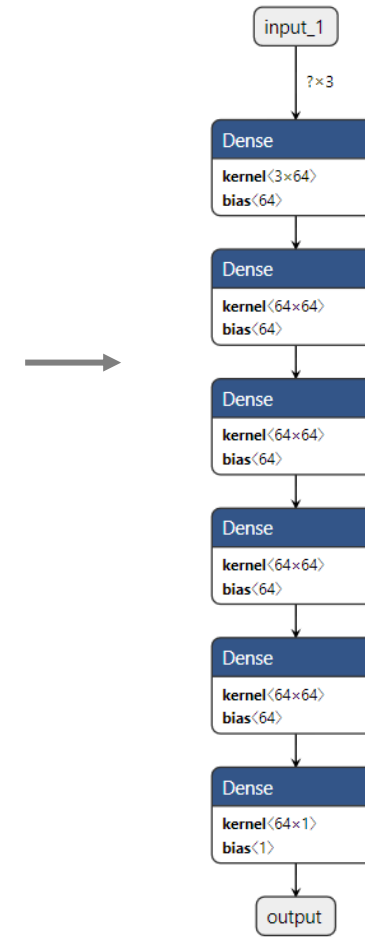 input_1
?×3
Dense
kernel〈3×64〉
bias〈64〉
Dense
kernel〈64×64〉
bias〈64〉
Dense
kernel〈64×64〉
bias〈64〉
Dense
kernel〈64×64〉
bias〈64〉
Dense
kernel〈64×64〉
bias〈64〉
Dense
kernel〈64×1〉
bias〈1〉
output